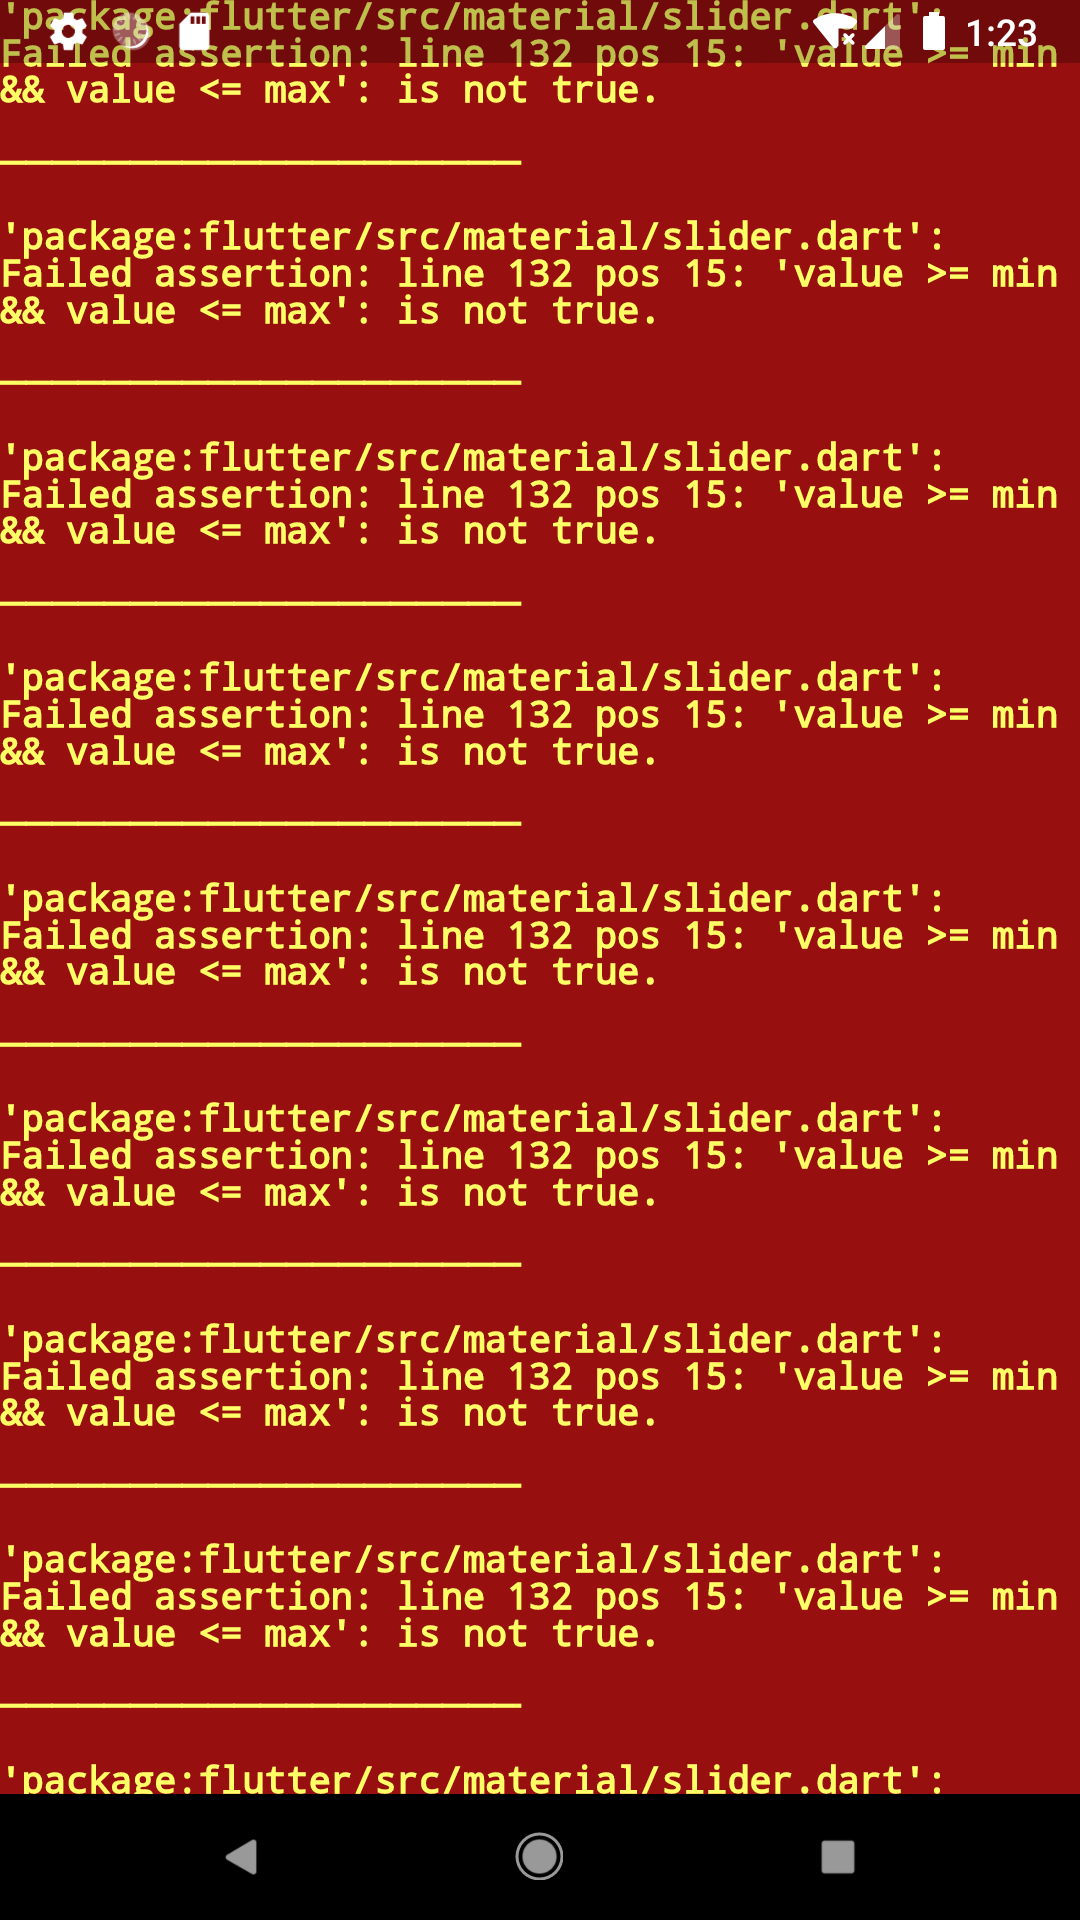 'package:flutter/src/material/slider.dart':
1:23
Failed assertion: line 132 pos 15: 'value >= min
&& value <= max': is not true.
'package:flutter/src/material/slider.dart':
Failed assertion: line 132 pos 15: 'value >= min
&& value <= max': is not true.
'package:flutter/src/material/slider.dart':
Failed assertion: line 132 pos 15: 'value >= min
&& value <= max': is not true.
'package:flutter/src/material/slider.dart':
Failed assertion: line 132 pos 15: 'value >= min
&& value <= max': is not true.
'package:flutter/src/material/slider.dart':
Failed assertion: line 132 pos 15: 'value >= min
&& value <= max': is not true.
'package:flutter/src/material/slider.dart':
Failed assertion: line 132 pos 15: 'value >= min
&& value <= max': is not true.
'package:flutter/src/material/slider.dart':
Failed assertion: line 132 pos 15: 'value >= min
&& value <= max': is not true.
'package:flutter/src/material/slider.dart':
Failed assertion: line 132 pos 15: 'value >= min
&& value <= max': is not true.
'package:flutter/src/material/slider.dart':